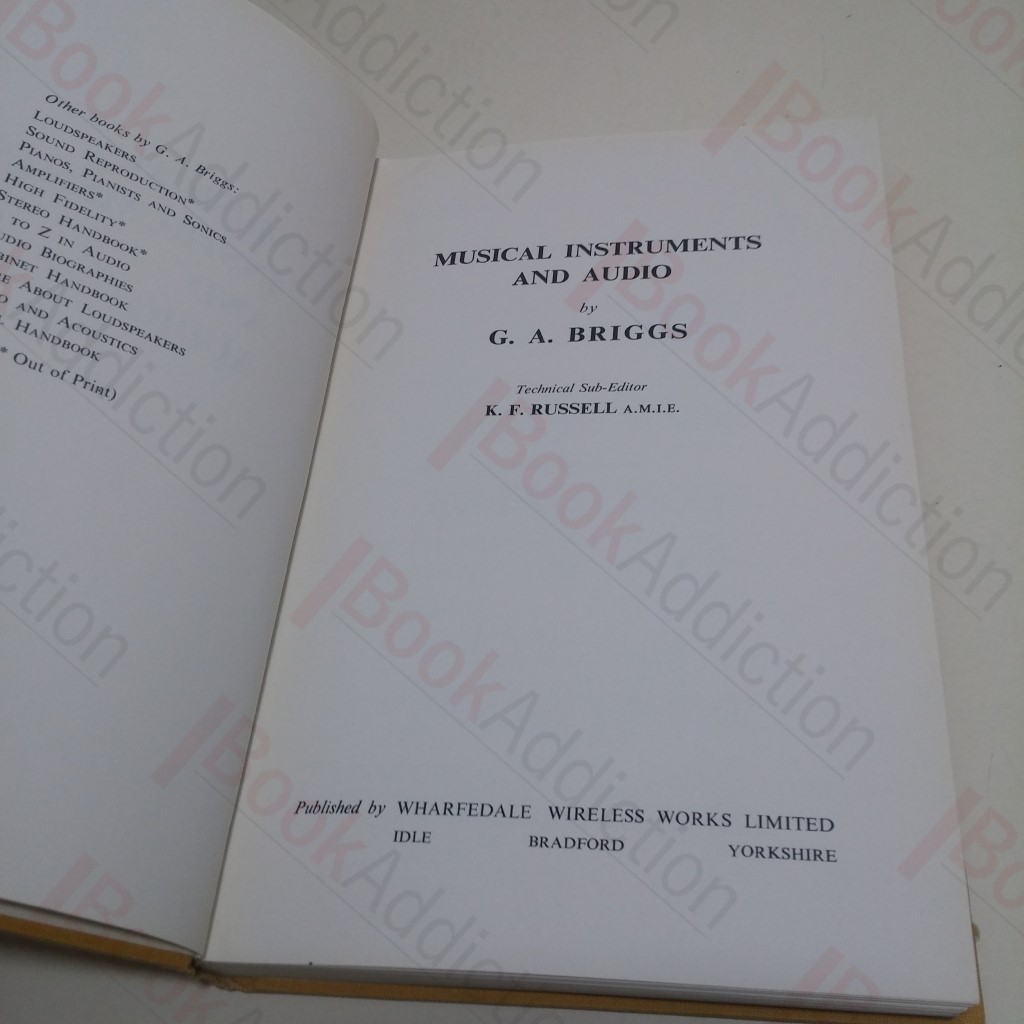 Other books by G. A. Briggs:
LOUDSPEAKERS
SOUND REPRODUCTION*
PIANOS, PIANISTS AND SONICS
AMPLIFIERS*
HIGH FIDELITY*
STEREO HANDBOOK*
TO Z IN AUDIO
UDIO BIOGRAPHIES
BINET HANDBOOK
E ABOUT LOUDSPEAKERS
O AND ACOUSTICS
HANDBOOK
* Out of Print)
MUSICAL INSTRUMENTS
AND AUDIO
by
G. A. BRIGGS
Technical Sub-Editor
K. F. RUSSELL A.M.I.E.
Published by WHARFEDALE WIRELESS WORKS LIMITED
IDLE BRADFORD YORKSHIRE
BookAddiction